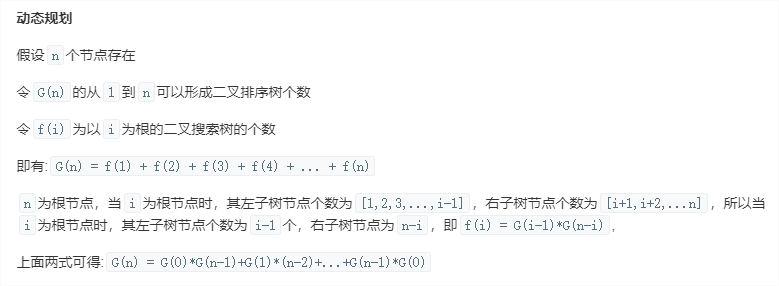 动态规划
假设 n 个节点存在
令 G(n) 的从 1 到 n 可以形成二叉排序树个数
令 f(i) 为以 i 为根的二叉搜索树的个数
即有: G(n) = f(1) + f(2) + f(3) + f(4) + ... + f(n)
n 为根节点，当 i 为根节点时，其左子树节点个数为 [1,2,3,...,i-1] ，右子树节点个数为 [i+1,i+2,...n] ，所以当
i 为根节点时，其左子树节点个数为 i-1 个，右子树节点为 n-i ，即 f(i) = G(i-1)*G(n-i) ,
上面两式可得: G(n) = G(0)*G(n-1)+G(1)*(n-2)+...+G(n-1)*G(0)